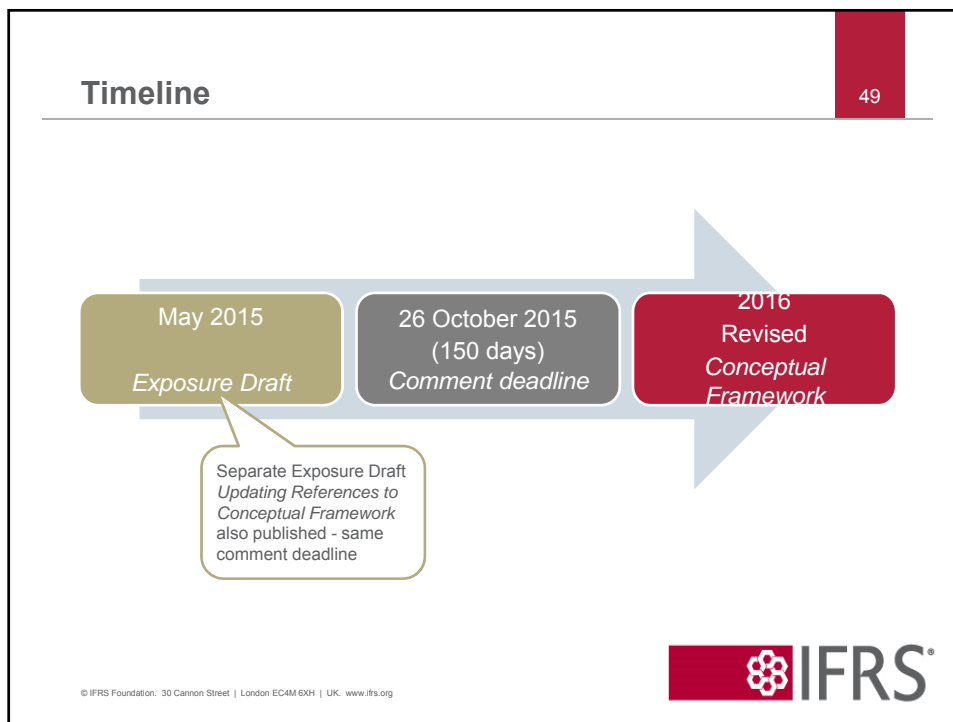 Timeline
49
May 2015
Exposure Draft
26 October 2015
(150 days)
Comment deadline
2016
Revised
Conceptual
Framework
Separate Exposure Draft
Updating References to
Conceptual Framework
also published - same
comment deadline
© IFRS Foundation. 30 Cannon Street | London EC4M 6XH | UK. www.ifrs.org
IFRS®